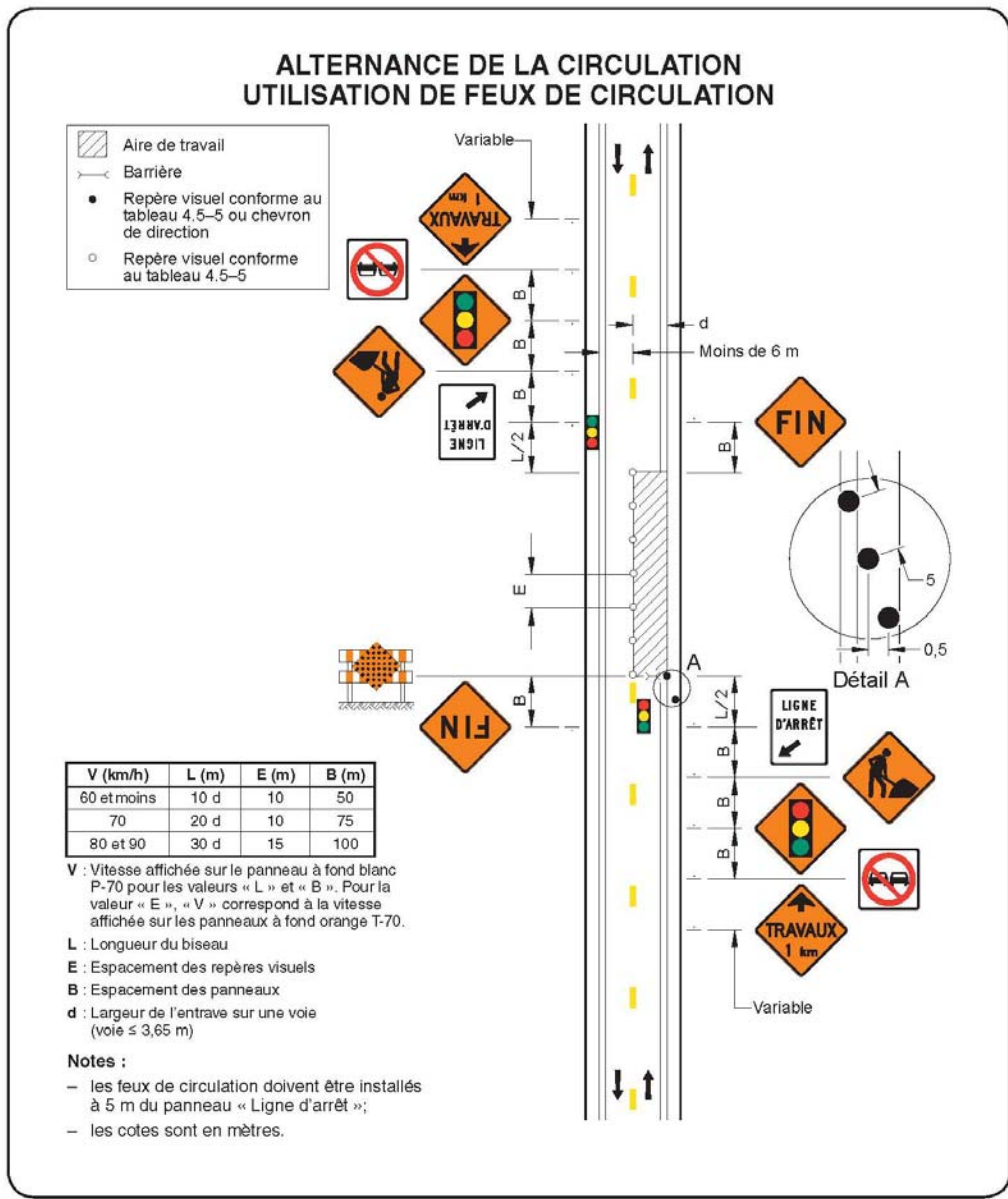 ALTERNANCE DE LA CIRCULATION
UTILISATION DE FEUX DE CIRCULATION
Aire de travail
Barrière
Repère visuel conforme au
tableau 4.5–5 ou chevron
de direction
Repère visuel conforme
au tableau 4.5–5
Variable
TRAVAUX
1 km
B
B
B
L/2
LIGNE
D'ARRÊT
d
Moins de 6 m
FIN
B
E
5
0,5
Détail A
A
B
FIN
L/2
B
B
B
LIGNE
D'ARRÊT
TRAVAUX
1 km
Variable
V (km/h) L (m) E (m) B (m)
60 et moins 10 d 10 50
70 20 d 10 75
80 et 90 30 d 15 100
V : Vitesse affichée sur le panneau à fond blanc
P-70 pour les valeurs « L » et « B ». Pour la
valeur « E », « V » correspond à la vitesse
affichée sur les panneaux à fond orange T-70.
L : Longueur du biseau
E : Espacement des repères visuels
B : Espacement des panneaux
d : Largeur de l'entrave sur une voie
(voie ≤ 3,65 m)
Notes :
– les feux de circulation doivent être installés
à 5 m du panneau « Ligne d'arrêt »;
– les cotes sont en mètres.